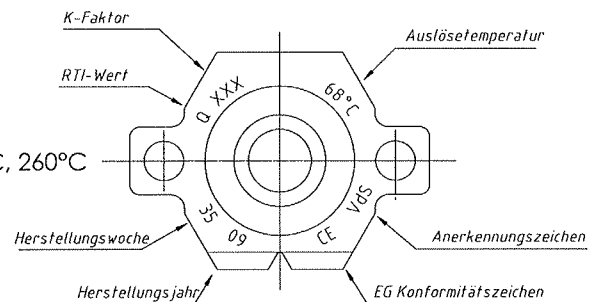 K-Faktor
Auslösetemperatur
RTI-Wert
Q XXX
68°C
C, 260°C
35
09
CE
VdS
Herstellungswoche
Anerkennungszeichen
Herstellungsjahr
EG Konformitätszeichen